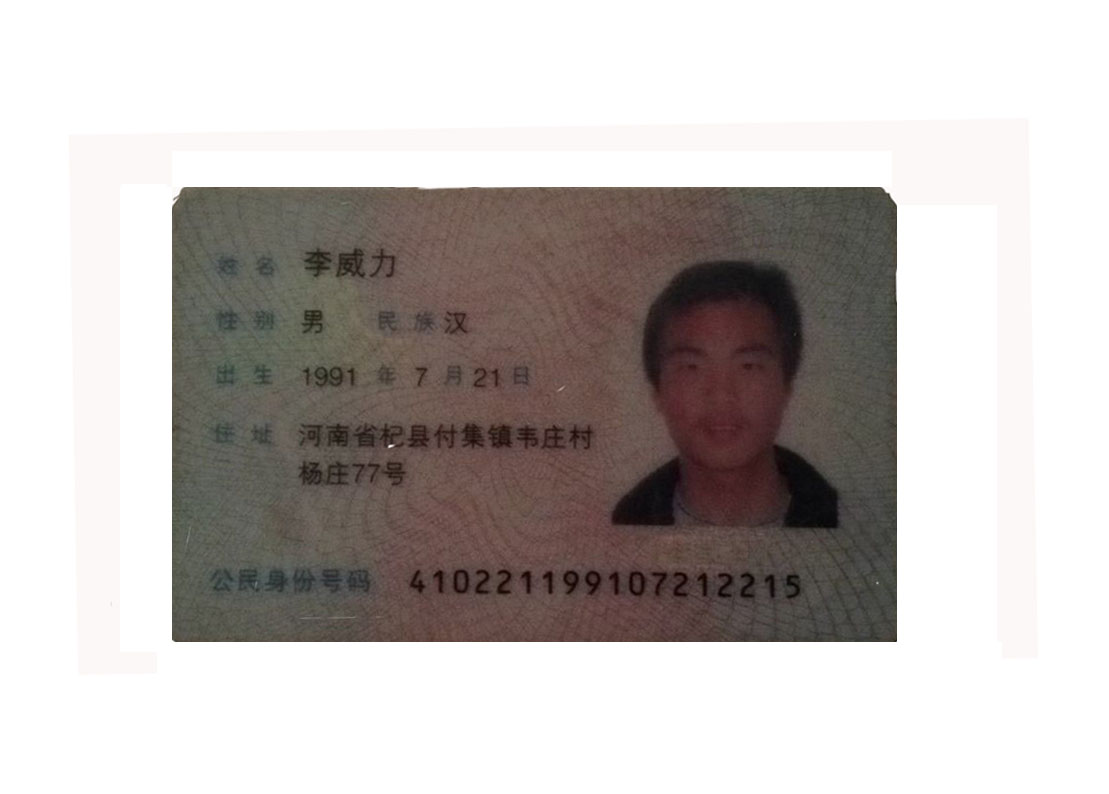 姓名 李威力
性别 男 民族 汉
出生 1991 年 7 月 21 日
住址 河南省杞县付集镇韦庄村
杨庄77号
公民身份号码 410221199107212215